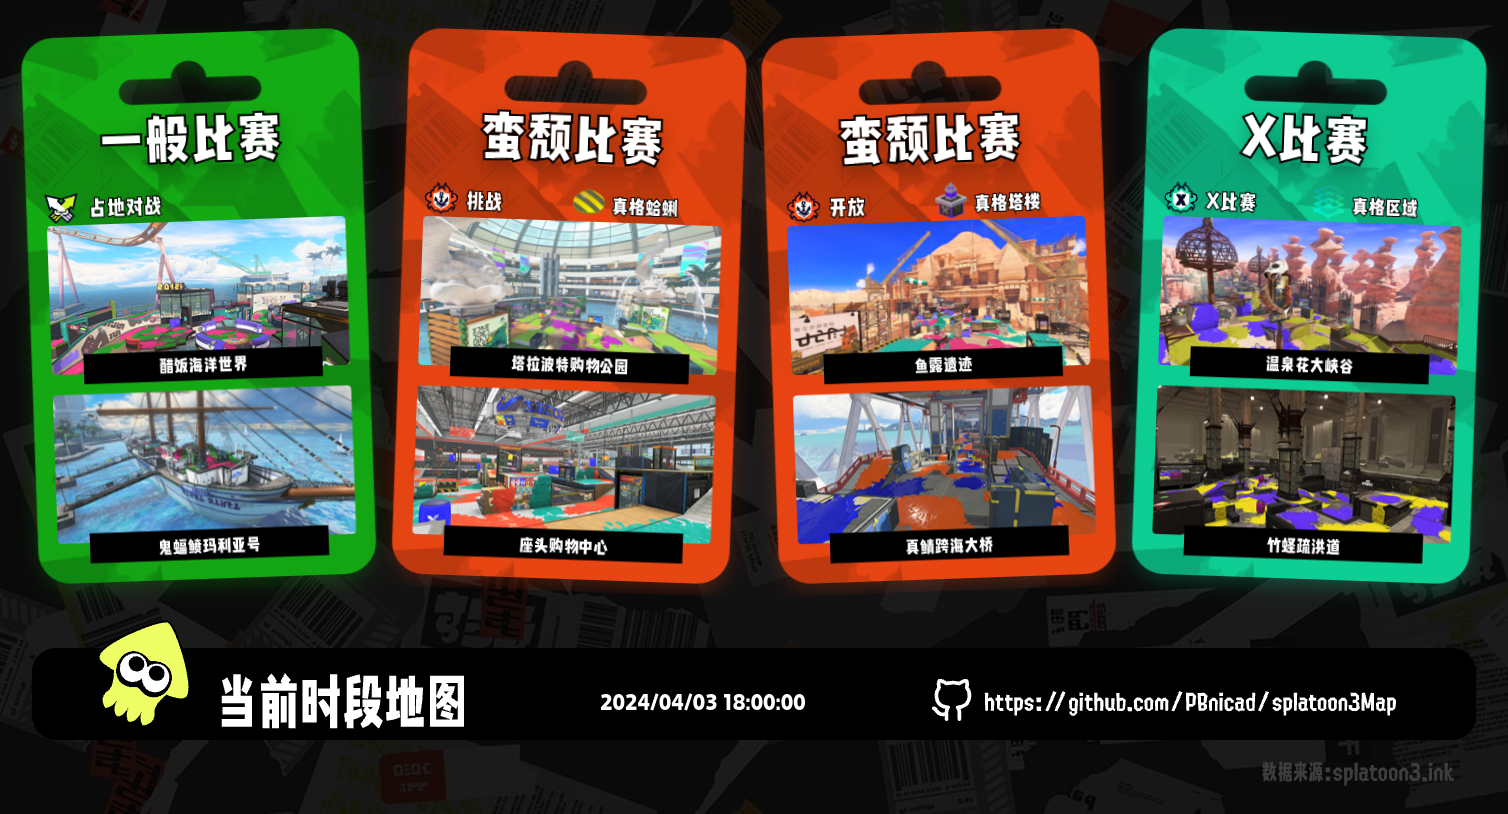 一般比赛
占地对战
醋饭海洋世界
鬼蝠鲼玛利亚号
蛮颓比赛
挑战
真格蛤蜊
塔拉波特购物公园
座头购物中心
蛮颓比赛
开放
真格塔楼
鱼露遗迹
真鲭跨海大桥
X比赛
X比赛
真格区域
温泉花大峡谷
竹蛏疏洪道
当前时段地图
2024/04/03 18:00:00
https://github.com/PBnicad/splatoon3Map
数据来源:splatoon3.ink